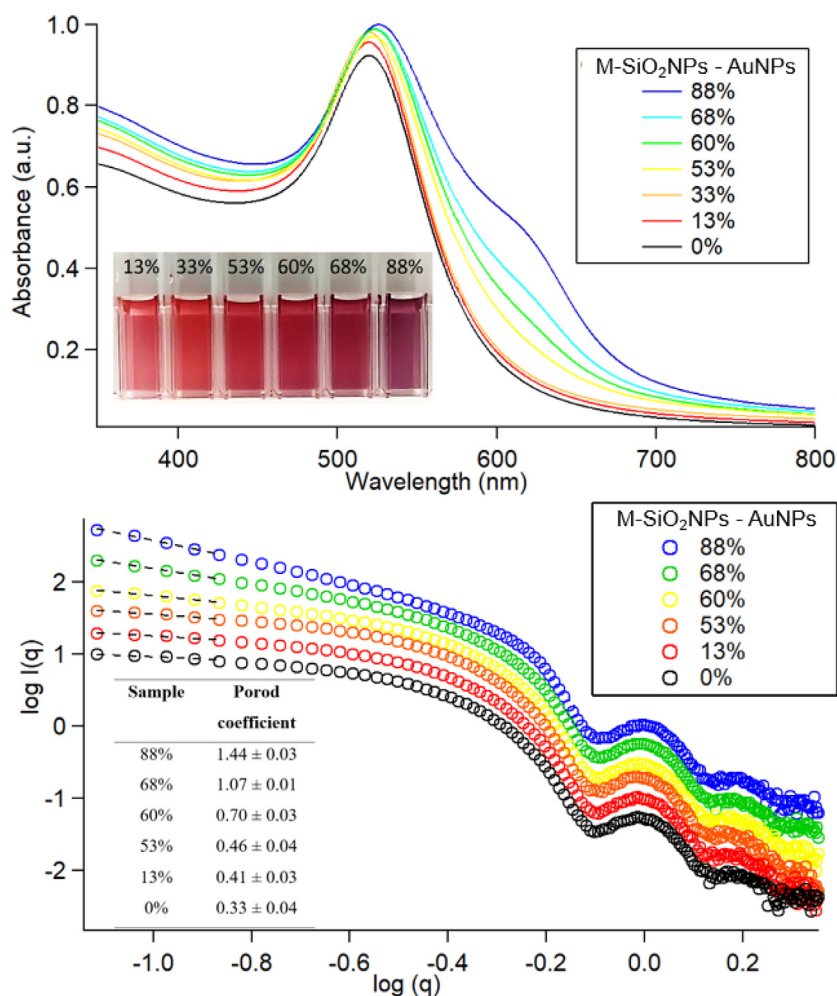 1.0
0.8
0.6
0.4
0.2
Absorbance (a.u.)
M-SiO₂NPs - AuNPs
88%
68%
60%
53%
33%
13%
0%
13% 33% 53% 60% 68% 88%
400 500 600 700 800
Wavelength (nm)
2
1
0
-1
-2
log I(q)
M-SiO₂NPs - AuNPs
88%
68%
60%
53%
13%
0%
Sample Porod
coefficient
88% 1.44 ± 0.03
68% 1.07 ± 0.01
60% 0.70 ± 0.03
53% 0.46 ± 0.04
13% 0.41 ± 0.03
0% 0.33 ± 0.04
-1.0 -0.8 -0.6 -0.4 -0.2 0.0 0.2
log (q)